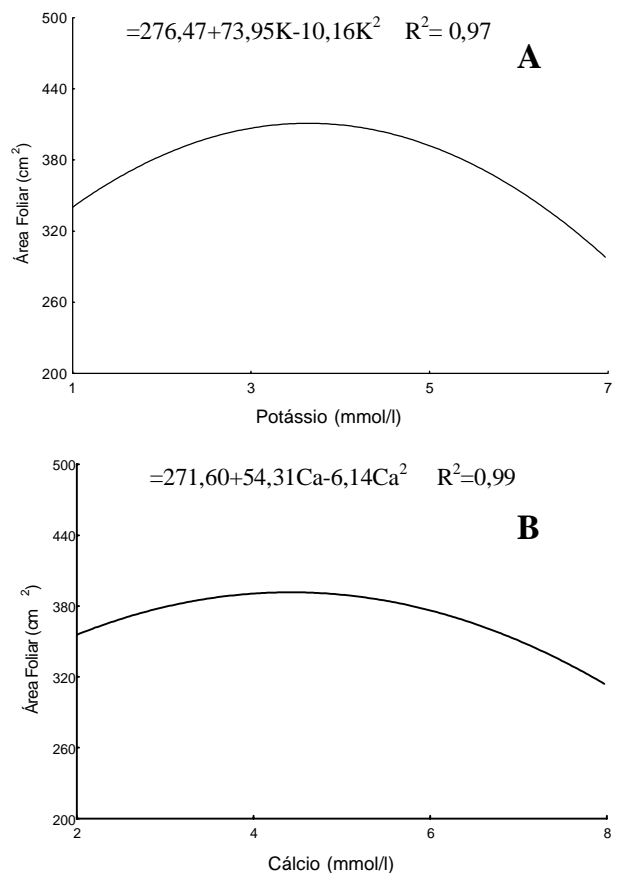 =276,47+73,95K-10,16K² R²= 0,97
A
500
440
380
320
260
200
Área Foliar (cm²)
1 3 5 7
Potássio (mmol/l)
=271,60+54,31Ca-6,14Ca² R²=0,99
B
500
440
380
320
260
200
Área Foliar (cm ²)
2 4 6 8
Cálcio (mmol/l)